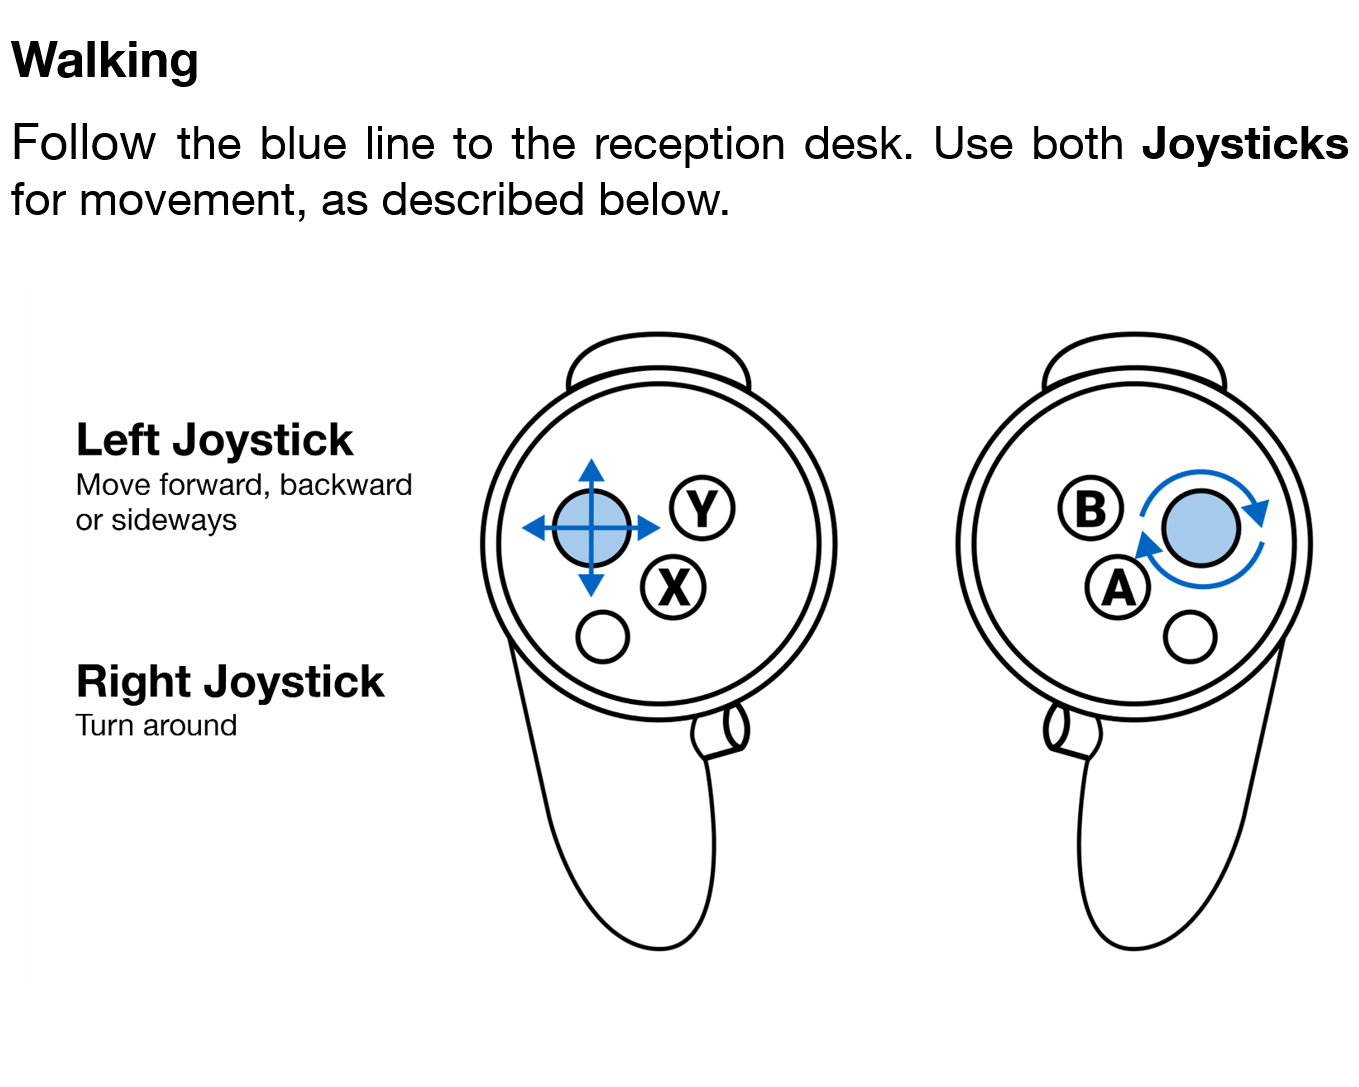 Walking
Follow the blue line to the reception desk. Use both Joysticks
for movement, as described below.
Left Joystick
Move forward, backward
or sideways
Right Joystick
Turn around
Y
X
B
A